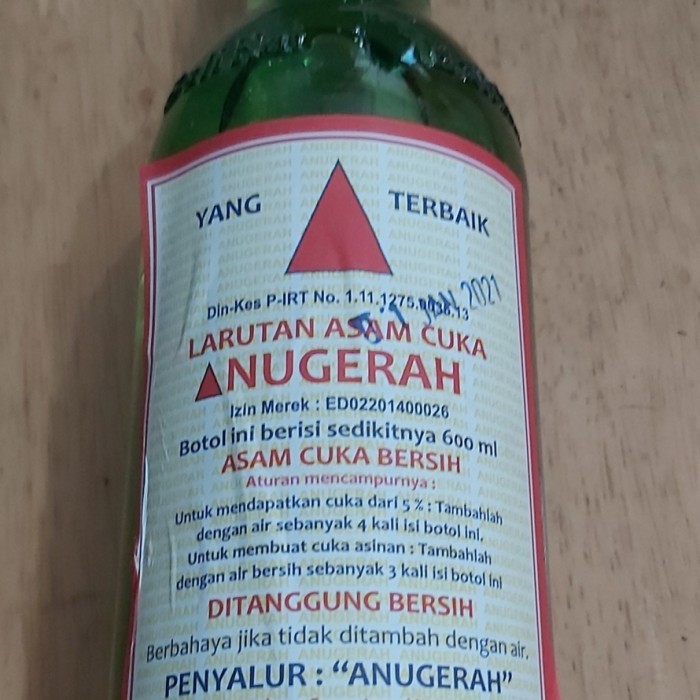 YANG TERBAIK
Din-Kes P-IRT No. 1.11.1275.
JAN 2021
LARUTAN ASAM CUKA
ANUGERAH
Izin Merek : ED02201400026
Botol ini berisi sedikitnya 600 ml
ASAM CUKA BERSIH
Aturan mencampurnya :
Untuk mendapatkan cuka dari 5 % : Tambahlah
dengan air sebanyak 4 kali isi botol ini.
Untuk membuat cuka asinan : Tambahlah
dengan air bersih sebanyak 3 kali isi botol ini
DITANGGUNG BERSIH
Berbahaya jika tidak ditambah dengan air.
PENYALUR : “ANUGERAH”